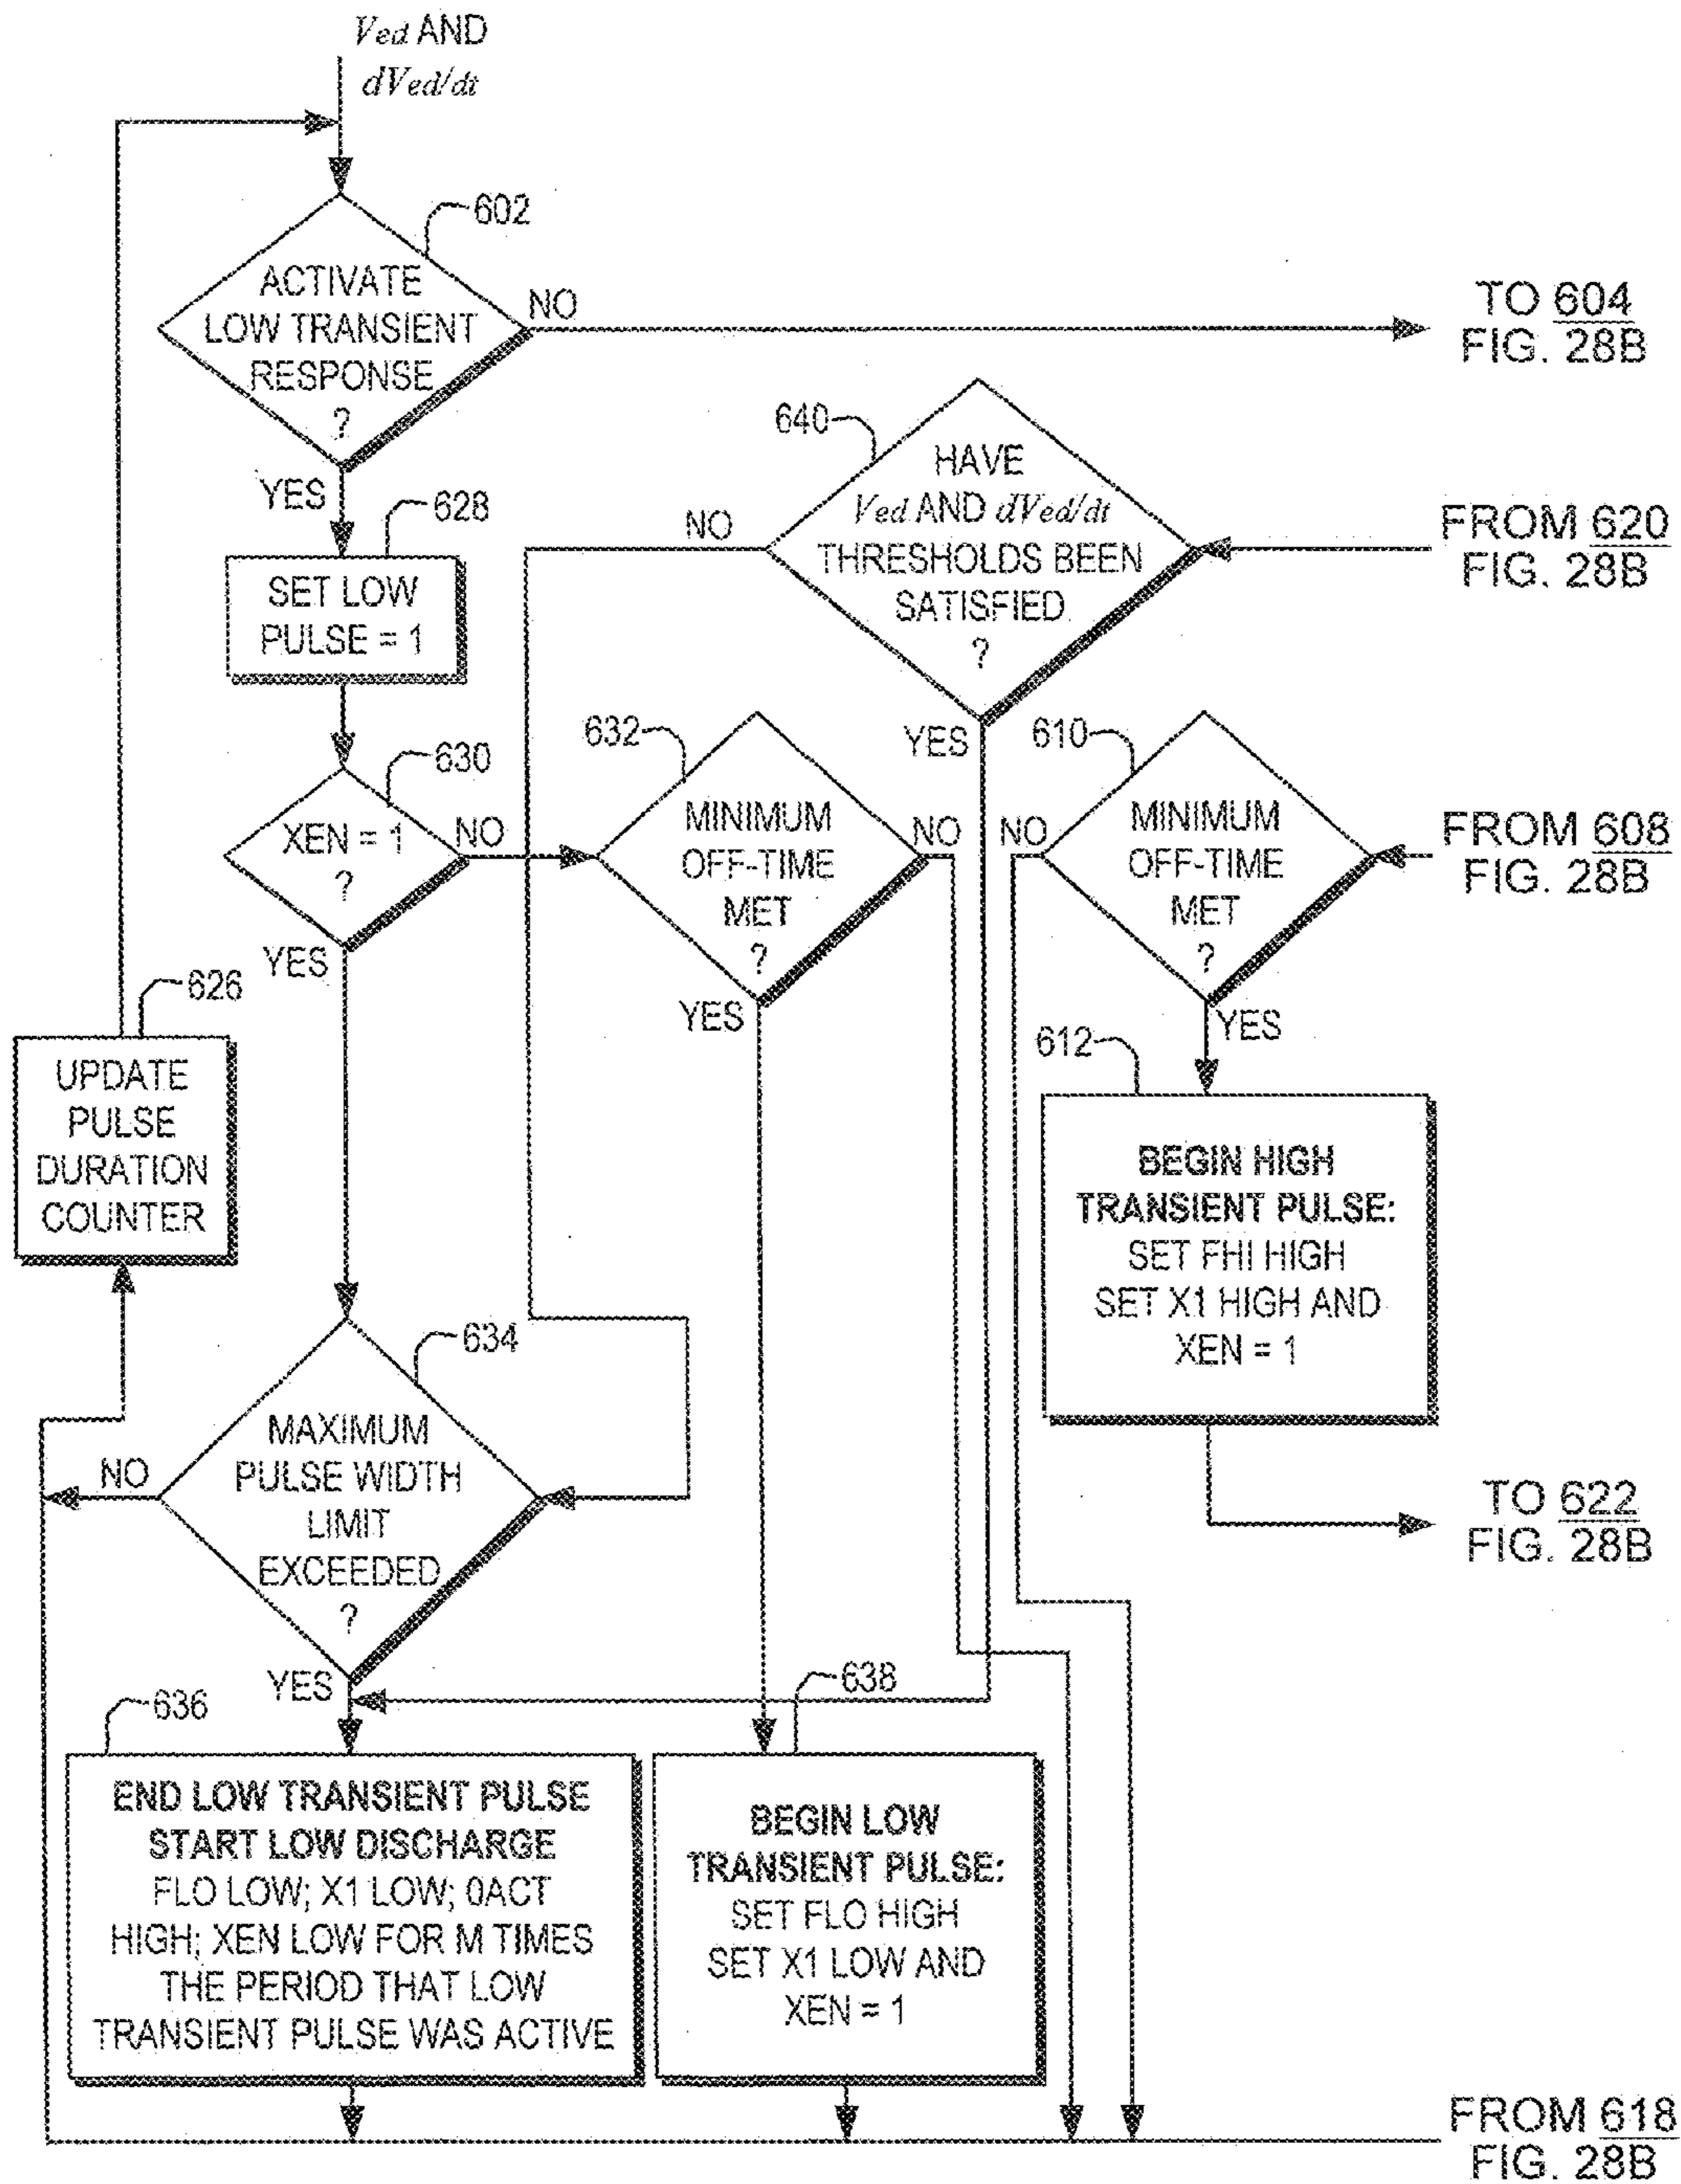 Ved AND
dVed/dt
602
ACTIVATE
LOW TRANSIENT
RESPONSE
?
NO
TO 604
FIG. 28B
YES
628
SET LOW
PULSE = 1
640
HAVE
Ved AND dVed/dt
THRESHOLDS BEEN
SATISFIED
?
NO
YES
FROM 620
FIG. 28B
630
XEN = 1
?
NO
YES
632
MINIMUM
OFF-TIME
MET
?
NO
YES
610
MINIMUM
OFF-TIME
MET
?
NO
YES
FROM 608
FIG. 28B
626
UPDATE
PULSE
DURATION
COUNTER
612
BEGIN HIGH
TRANSIENT PULSE:
SET FHI HIGH
SET X1 HIGH AND
XEN = 1
TO 622
FIG. 28B
634
MAXIMUM
PULSE WIDTH
LIMIT
EXCEEDED
?
NO
YES
636
END LOW TRANSIENT PULSE
START LOW DISCHARGE
FLO LOW; X1 LOW; 0ACT
HIGH; XEN LOW FOR M TIMES
THE PERIOD THAT LOW
TRANSIENT PULSE WAS ACTIVE
638
BEGIN LOW
TRANSIENT PULSE:
SET FLO HIGH
SET X1 LOW AND
XEN = 1
FROM 618
FIG. 28B